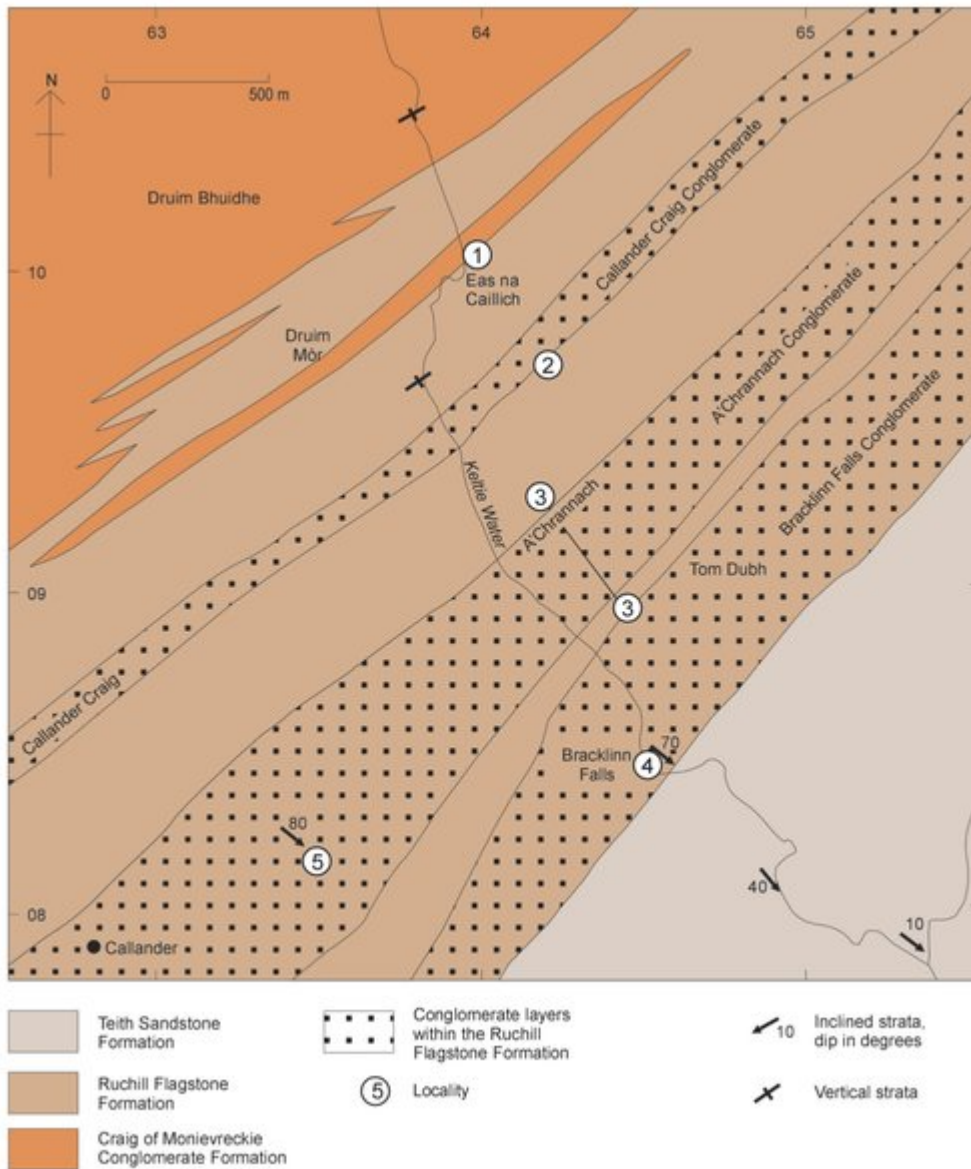 63
64
65
N
0
500 m
Druim Bhuidhe
Callander Craig Conglomerate
1
10
Eas na
Caillich
Druim
Mòr
2
A'Chrannach Conglomerate
Bracklinn Falls Conglomerate
Keltie Water
3
A'Chrannach
Tom Dubh
09
3
Callander Craig
70
Bracklinn
Falls
4
80
5
40
08
10
Callander
Teith Sandstone
Formation
Ruchill Flagstone
Formation
Craig of Monievreckie
Conglomerate Formation
Conglomerate layers
within the Ruchill
Flagstone Formation
5
Locality
10
Inclined strata,
dip in degrees
Vertical strata